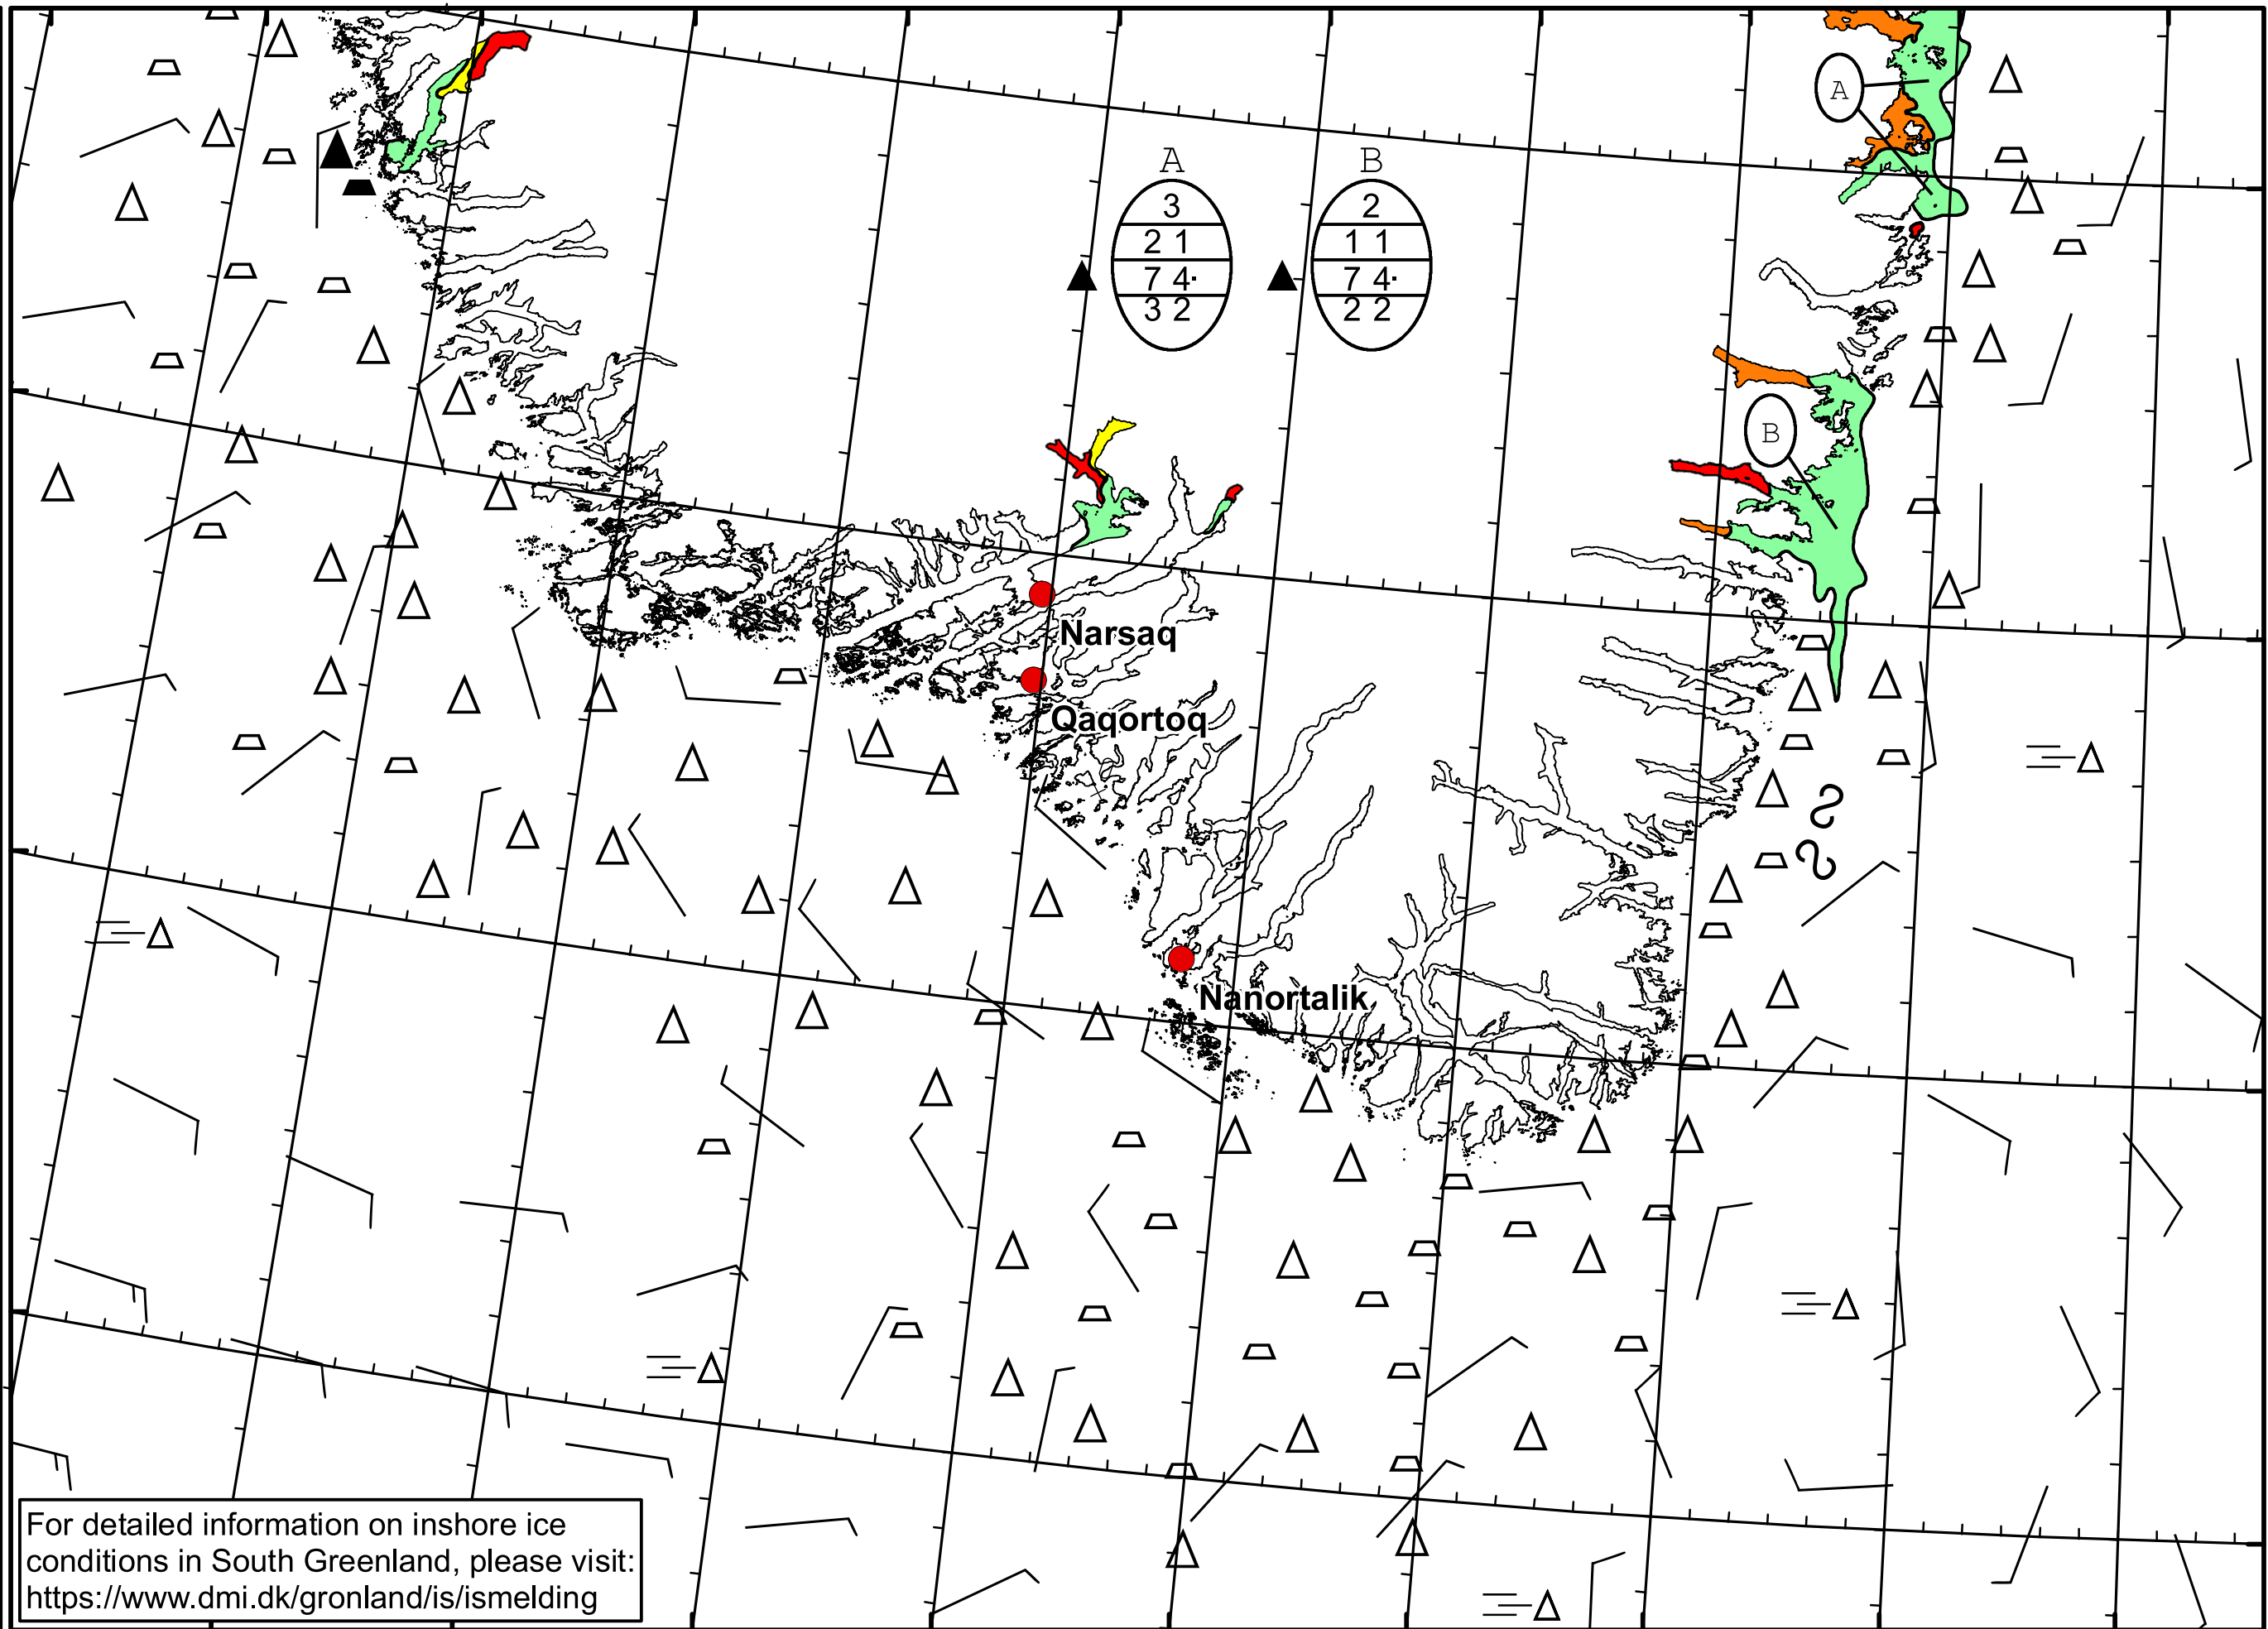 A
A
B
3
2 1
7 4·
3 2
2
1 1
7 4·
2 2
B
Narsaq
Qaqortoq
Nanortalik
For detailed information on inshore ice
conditions in South Greenland, please visit:
https://www.dmi.dk/gronland/is/ismelding